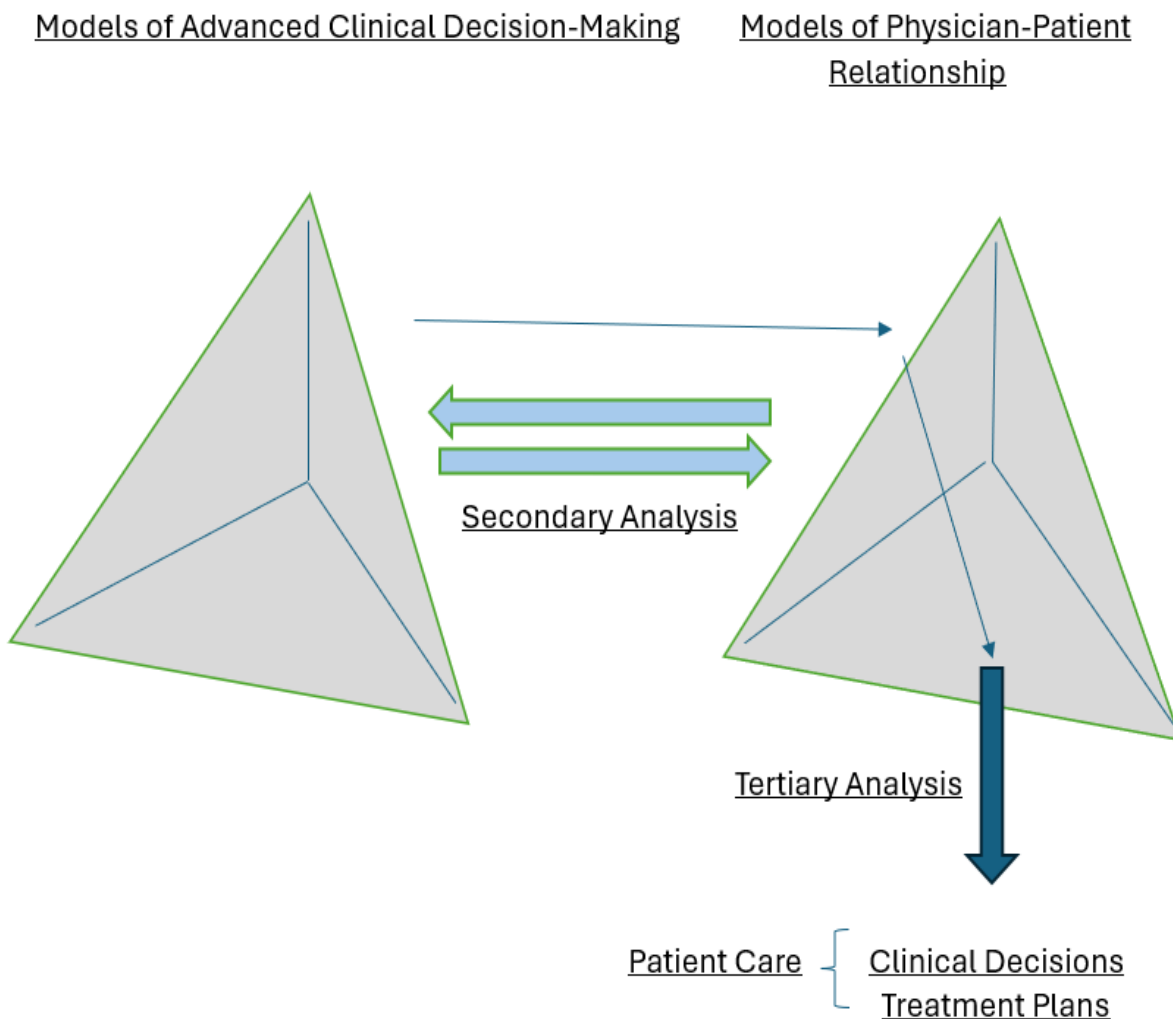 Models of Advanced Clinical Decision-Making
Models of Physician-Patient
Relationship
Secondary Analysis
Tertiary Analysis
Patient Care
Clinical Decisions
Treatment Plans